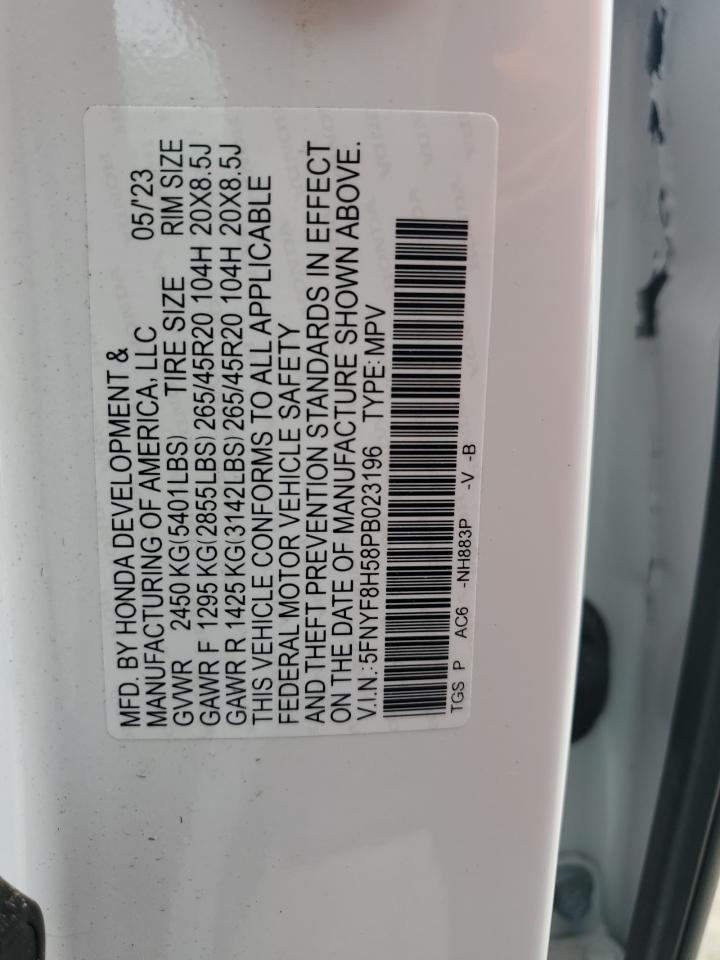 MFD. BY HONDA DEVELOPMENT &
MANUFACTURING OF AMERICA, LLC 05/'23
GVWR 2450 KG(5401LBS) TIRE SIZE RIM SIZE
GAWR F 1295 KG(2855LBS) 265/45R20 104H 20X8.5J
GAWR R 1425 KG(3142LBS) 265/45R20 104H 20X8.5J
THIS VEHICLE CONFORMS TO ALL APPLICABLE
FEDERAL MOTOR VEHICLE SAFETY
AND THEFT PREVENTION STANDARDS IN EFFECT
ON THE DATE OF MANUFACTURE SHOWN ABOVE.
V.I.N.:5FNYF8H58PB023196 TYPE:MPV
TGS P AC6 -NH883P -V -B